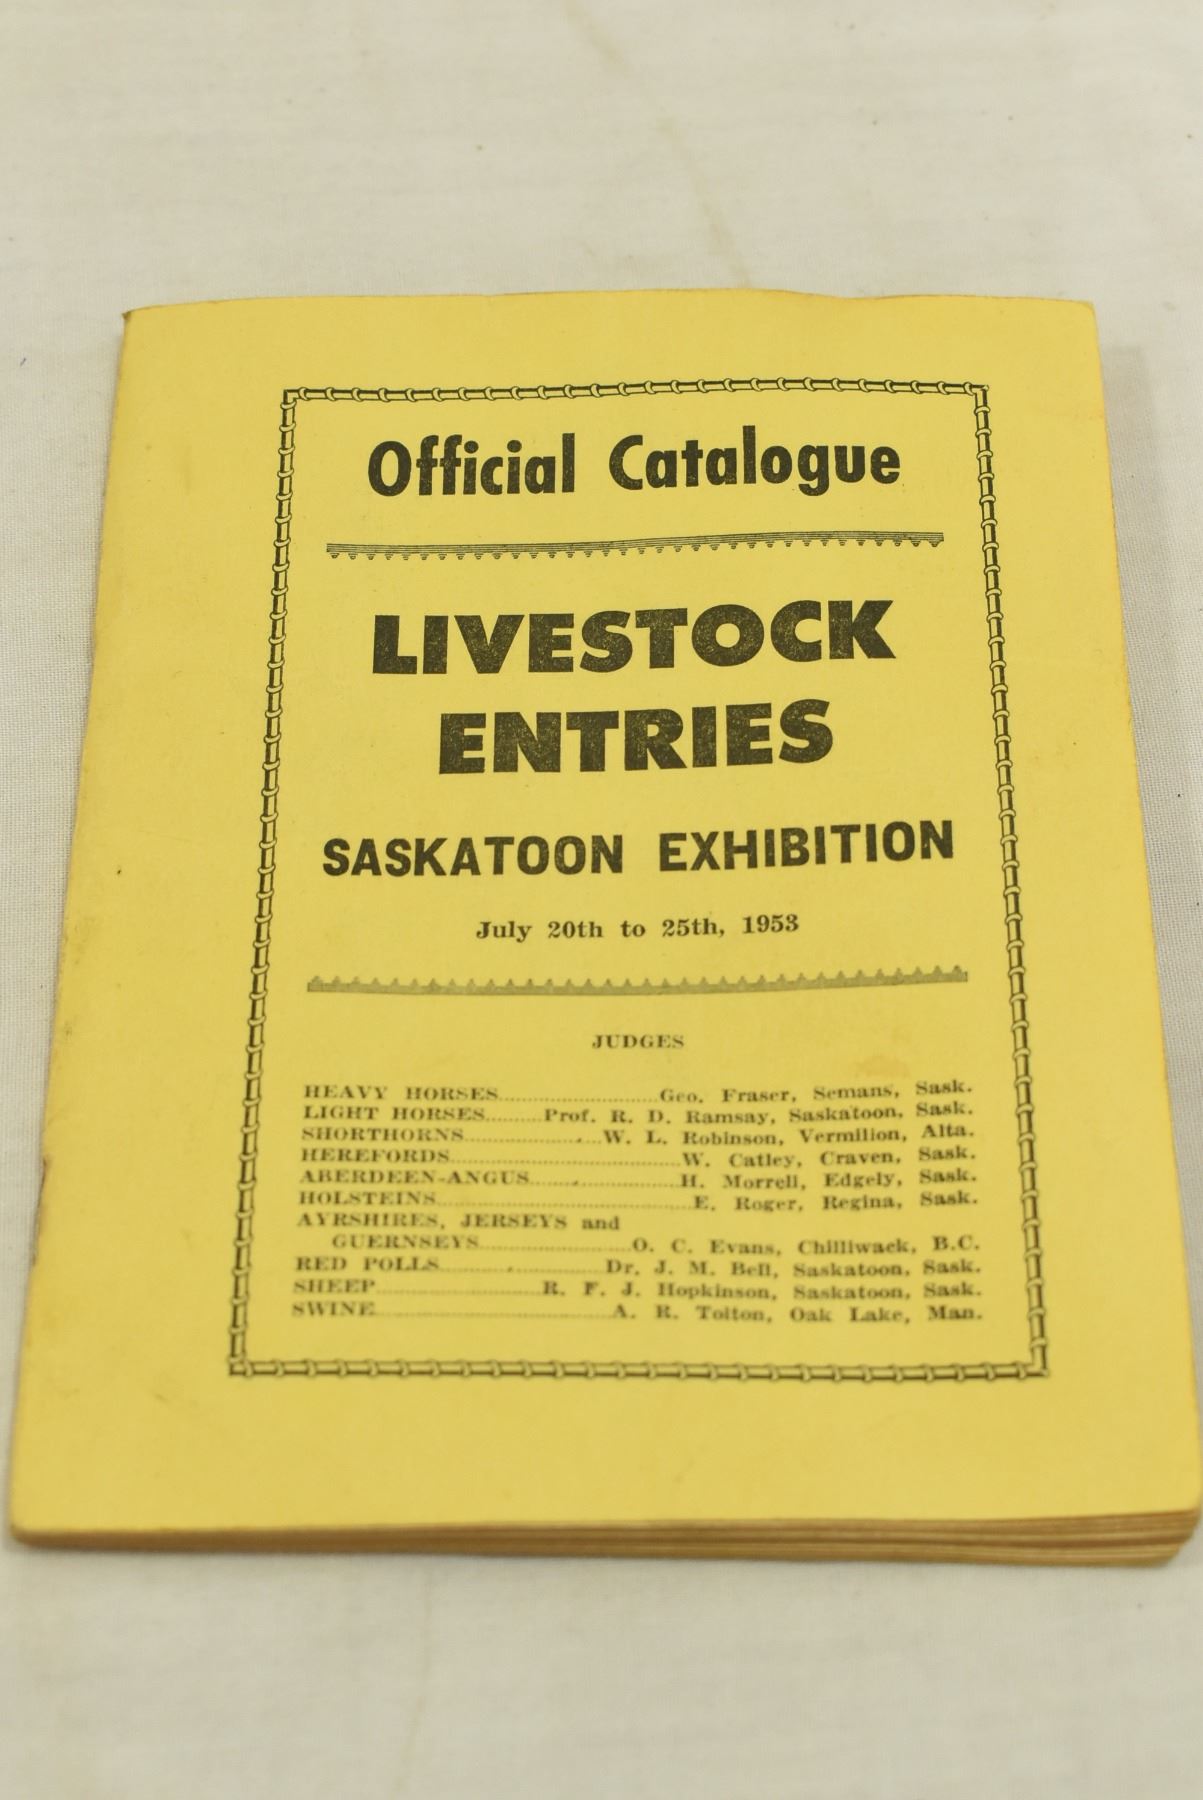 Official Catalogue
LIVESTOCK
ENTRIES
SASKATOON EXHIBITION
July 20th to 25th, 1953
JUDGES
HEAVY HORSES........................Geo. Fraser, Semans, Sask.
LIGHT HORSES........Prof. R. D. Ramsay, Saskatoon, Sask.
SHORTHORNS....................W. L. Robinson, Vermilion, Alta.
HEREFORDS..................................W. Catley, Craven, Sask.
ABERDEEN-ANGUS......................H. Morrell, Edgely, Sask.
HOLSTEINS......................................E. Roger, Regina, Sask.
AYRSHIRES, JERSEYS and
GUERNSEYS......................O. C. Evans, Chilliwack, B.C.
RED POLLS........................Dr. J. M. Bell, Saskatoon, Sask.
SHEEP........................R. F. J. Hopkinson, Saskatoon, Sask.
SWINE..................................A. R. Tolton, Oak Lake, Man.